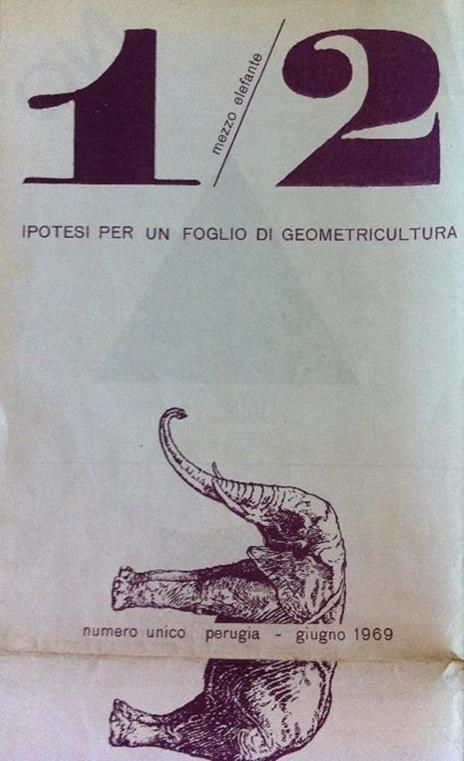 1/2
mezzo elefante
IPOTESI PER UN FOGLIO DI GEOMETRICULTURA
numero unico perugia - giugno 1969